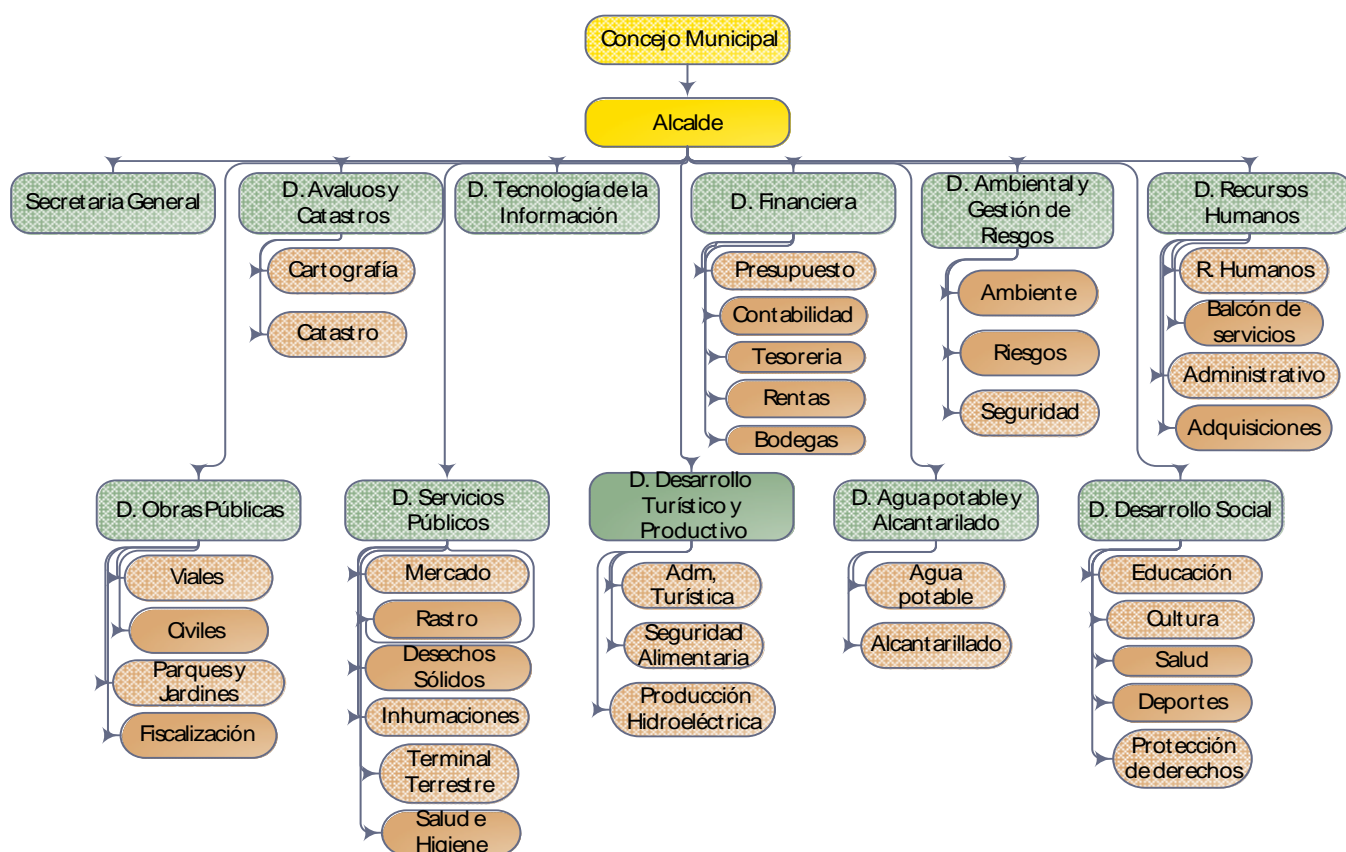 Concejo Municipal
Alcalde
Secretaria General
D. Avaluos y
Catastros
D. Tecnología de la
Información
D. Financiera
D. Ambiental y
Gestión de
Riesgos
D. Recursos
Humanos
Cartografía
Catastro
Presupuesto
Contabilidad
Tesoreria
Rentas
Bodegas
Ambiente
Riesgos
Seguridad
R. Humanos
Balcón de
servicios
Administrativo
Adquisiciones
D. Obras Públicas
D. Servicios
Públicos
D. Desarrollo
Turístico y
Productivo
D. Agua potable y
Alcantarilado
D. Desarrollo Social
Viales
Civiles
Parques y
Jardines
Fiscalización
Mercado
Rastro
Desechos
Sólidos
Inhumaciones
Terminal
Terrestre
Salud e
Higiene
Adm,
Turística
Seguridad
Alimentaria
Producción
Hidroeléctrica
Agua
potable
Alcantarillado
Educación
Cultura
Salud
Deportes
Protección
de derechos